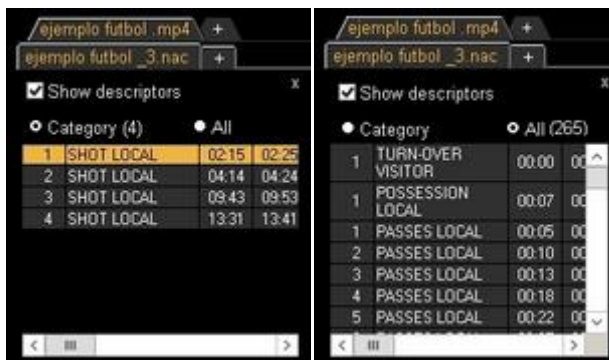 ejemplo futbol .mp4 +
ejemplo futbol _3.nac +
x
Show descriptors
Category (4) All
1 SHOT LOCAL 02:15 02:25
2 SHOT LOCAL 04:14 04:24
3 SHOT LOCAL 09:43 09:53
4 SHOT LOCAL 13:31 13:41
ejemplo futbol .mp4 +
ejemplo futbol _3.nac +
x
Show descriptors
Category All (265)
1 TURN-OVER VISITOR 00:00
1 POSSESSION LOCAL 00:07
1 PASSES LOCAL 00:05
2 PASSES LOCAL 00:10
3 PASSES LOCAL 00:13
4 PASSES LOCAL 00:18
5 PASSES LOCAL 00:22